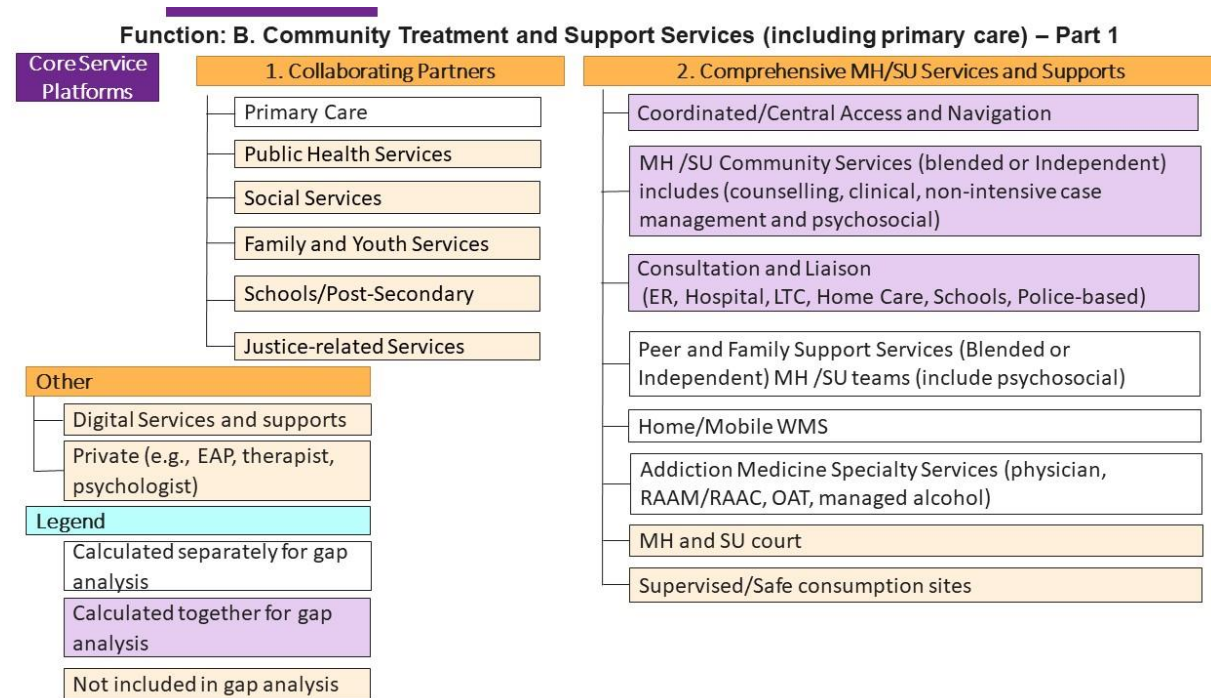 Function: B. Community Treatment and Support Services (including primary care) – Part 1
Core Service
Platforms
1. Collaborating Partners
Primary Care
Public Health Services
Social Services
Family and Youth Services
Schools/Post-Secondary
Justice-related Services
2. Comprehensive MH/SU Services and Supports
Coordinated/Central Access and Navigation
MH /SU Community Services (blended or Independent)
includes (counselling, clinical, non-intensive case
management and psychosocial)
Consultation and Liaison
(ER, Hospital, LTC, Home Care, Schools, Police-based)
Peer and Family Support Services (Blended or
Independent) MH /SU teams (include psychosocial)
Home/Mobile WMS
Addiction Medicine Specialty Services (physician,
RAAM/RAAC, OAT, managed alcohol)
MH and SU court
Supervised/Safe consumption sites
Other
Digital Services and supports
Private (e.g., EAP, therapist,
psychologist)
Legend
Calculated separately for gap
analysis
Calculated together for gap
analysis
Not included in gap analysis